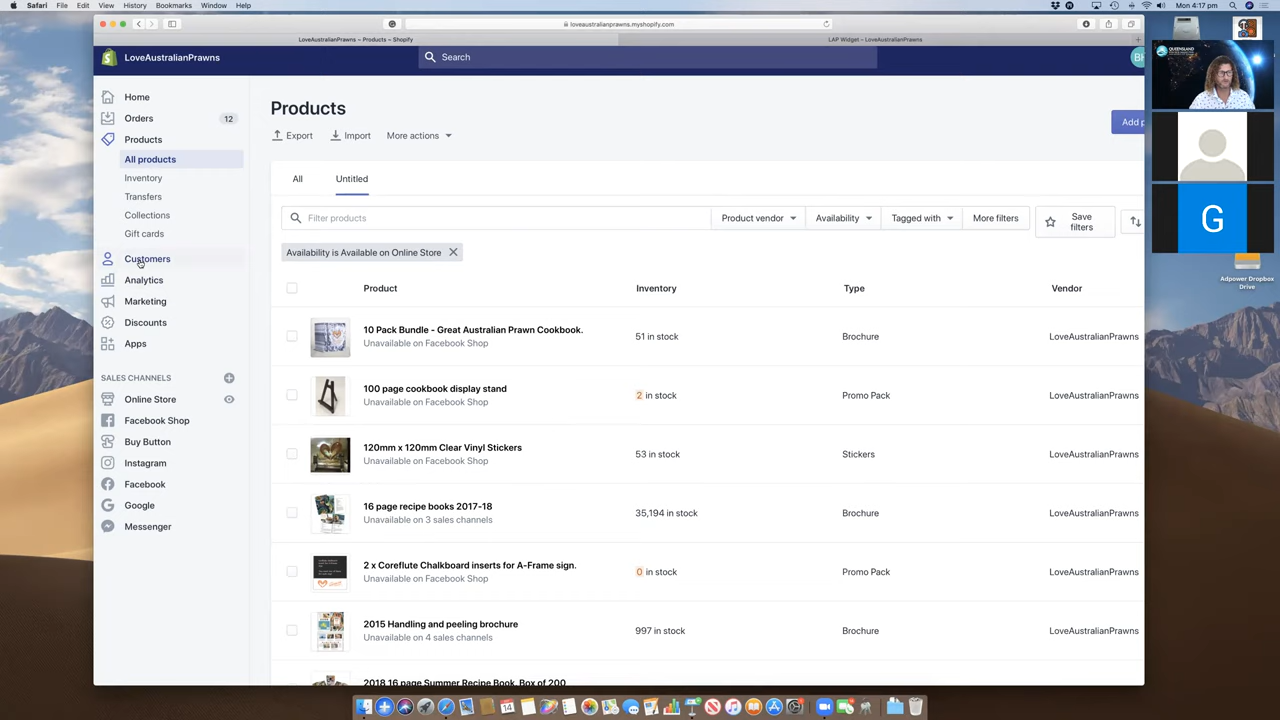 Safari File Edit View History Bookmarks Window Help
Mon 4:17 pm
loveaustralianprawns.myshopify.com
LoveAustralianPrawns ~ Products ~ Shopify
LAP Widget – LoveAustralianPrawns
LoveAustralianPrawns
Search
BH
QUEENSLAND
Home
Orders 12
Products
All products
Inventory
Transfers
Collections
Gift cards
Customers
Analytics
Marketing
Discounts
Apps
SALES CHANNELS
Online Store
Facebook Shop
Buy Button
Instagram
Facebook
Google
Messenger
Products
Export Import More actions
Add p
All Untitled
Filter products
Product vendor Availability Tagged with More filters
Save filters
Availability is Available on Online Store
Product Inventory Type Vendor
10 Pack Bundle - Great Australian Prawn Cookbook.
Unavailable on Facebook Shop
51 in stock Brochure LoveAustralianPrawns
100 page cookbook display stand
Unavailable on Facebook Shop
2 in stock Promo Pack LoveAustralianPrawns
120mm x 120mm Clear Vinyl Stickers
Unavailable on Facebook Shop
53 in stock Stickers LoveAustralianPrawns
16 page recipe books 2017-18
Unavailable on 3 sales channels
35,194 in stock Brochure LoveAustralianPrawns
2 x Coreflute Chalkboard inserts for A-Frame sign.
Unavailable on Facebook Shop
0 in stock Promo Pack LoveAustralianPrawns
2015 Handling and peeling brochure
Unavailable on 4 sales channels
997 in stock Brochure LoveAustralianPrawns
2018 16 page Summer Recipe Book. Box of 200
G
Adpower Dropbox
Drive
14